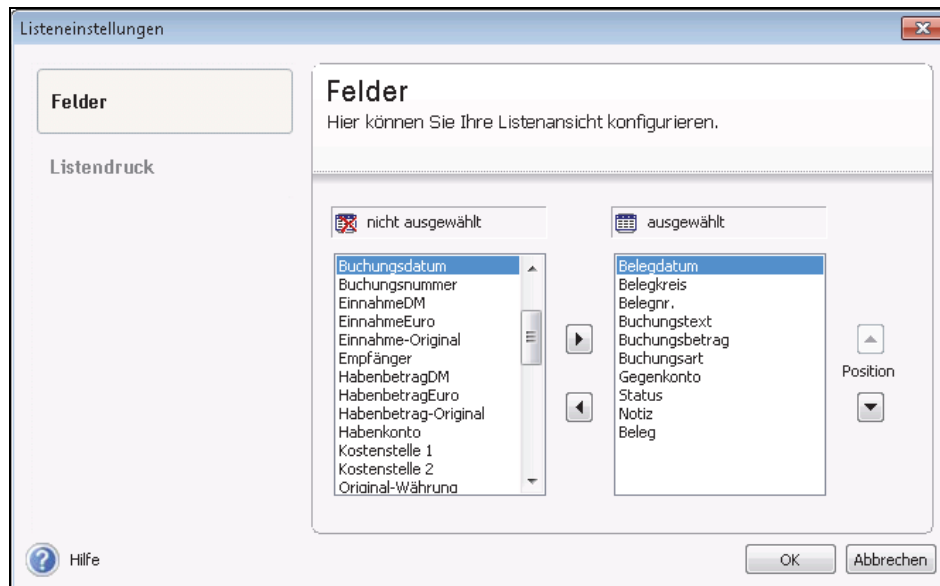 Listeneinstellungen
Felder
Listendruck
Felder
Hier können Sie Ihre Listenansicht konfigurieren.
nicht ausgewählt
Buchungsdatum
Buchungsnummer
EinnahmeDM
EinnahmeEuro
Einnahme-Original
Empfänger
HabenbetragDM
HabenbetragEuro
Habenbetrag-Original
Habenkonto
Kostenstelle 1
Kostenstelle 2
Original-Währung
ausgewählt
Belegdatum
Belegkreis
Belegnr.
Buchungstext
Buchungsbetrag
Buchungsart
Gegenkonto
Status
Notiz
Beleg
Position
Hilfe
OK
Abbrechen